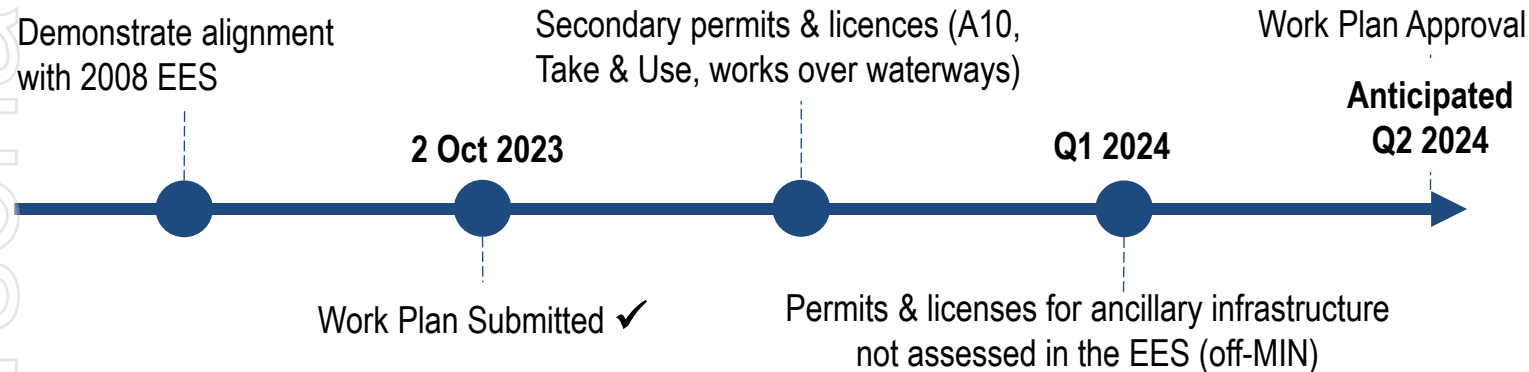 Demonstrate alignment
with 2008 EES
Secondary permits & licences (A10,
Take & Use, works over waterways)
Work Plan Approval
Anticipated
Q2 2024
2 Oct 2023
Q1 2024
Work Plan Submitted ✓
Permits & licenses for ancillary infrastructure
not assessed in the EES (off-MIN)